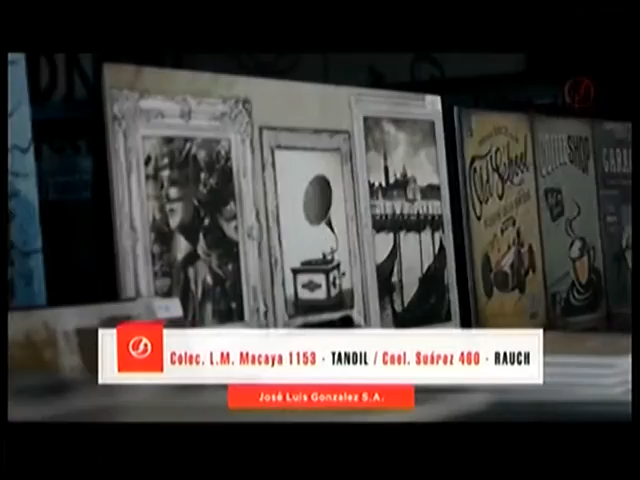 Old School
COFFEE SHOP
Colec. L.M. Macaya 1153 - TANDIL / Cnel. Suárez 460 - RAUCH
José Luis Gonzalez S.A.